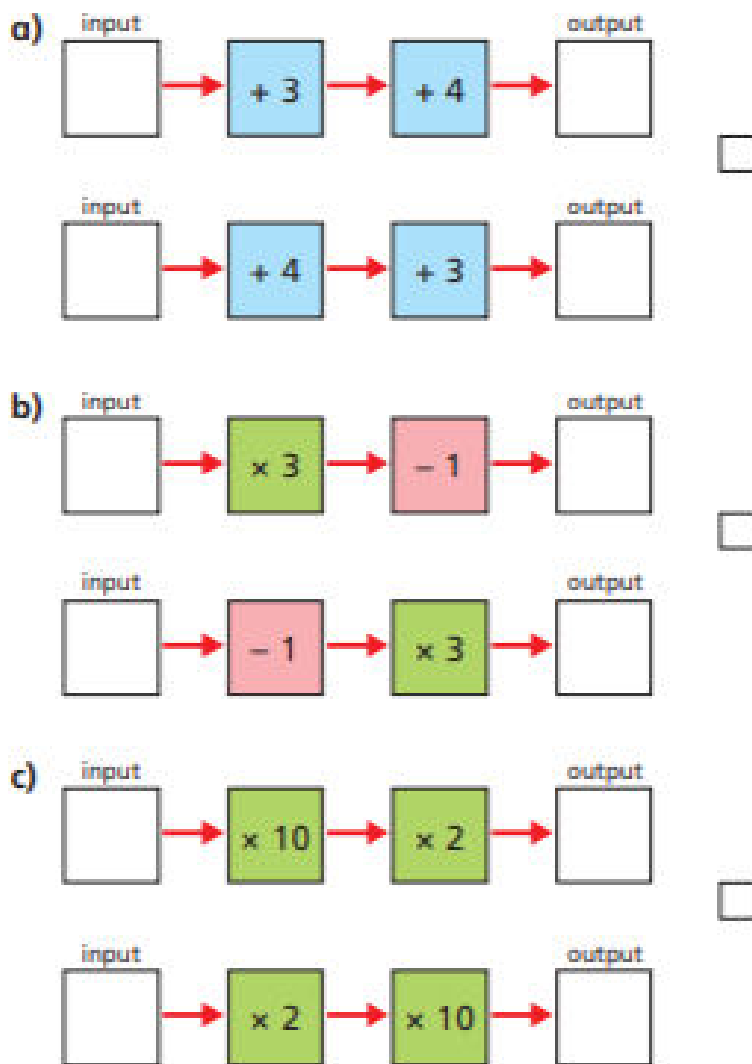 a) input output
+ 3 + 4
input output
+ 4 + 3
b) input output
× 3 − 1
input output
− 1 × 3
c) input output
× 10 × 2
input output
× 2 × 10